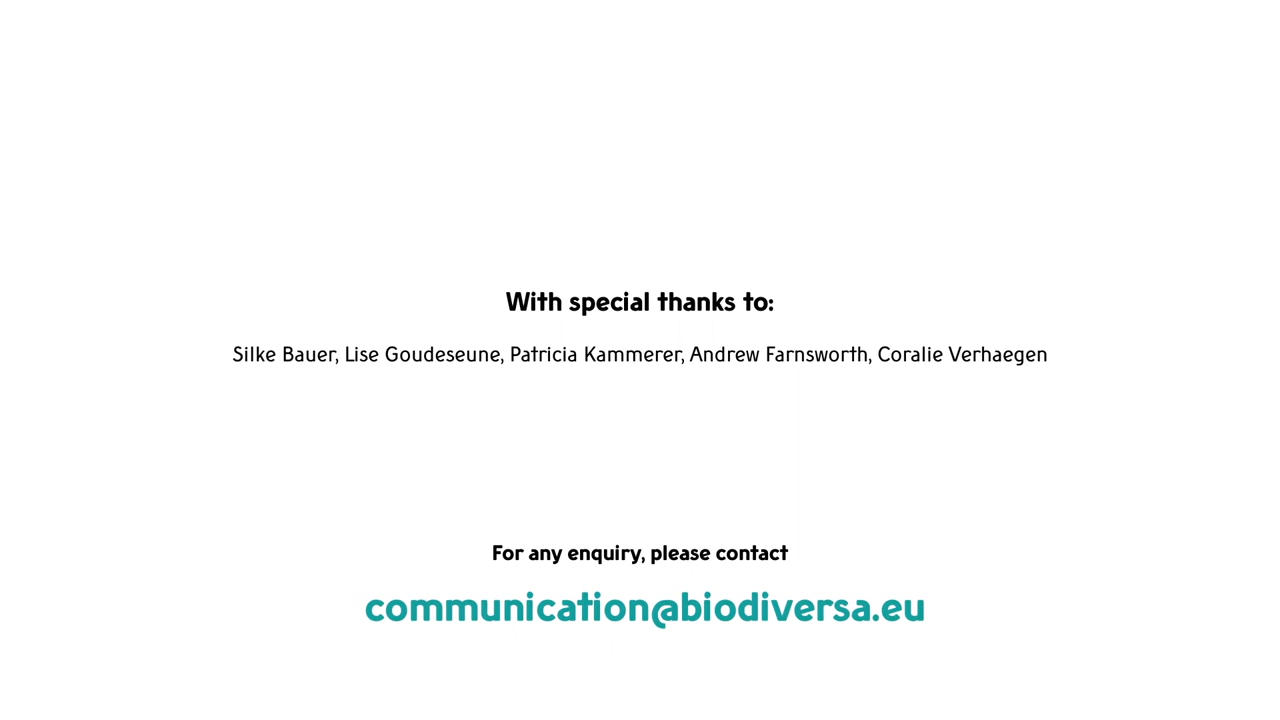 With special thanks to:
Silke Bauer, Lise Goudeseune, Patricia Kammerer, Andrew Farnsworth, Coralie Verhaegen
For any enquiry, please contact
communication@biodiversa.eu